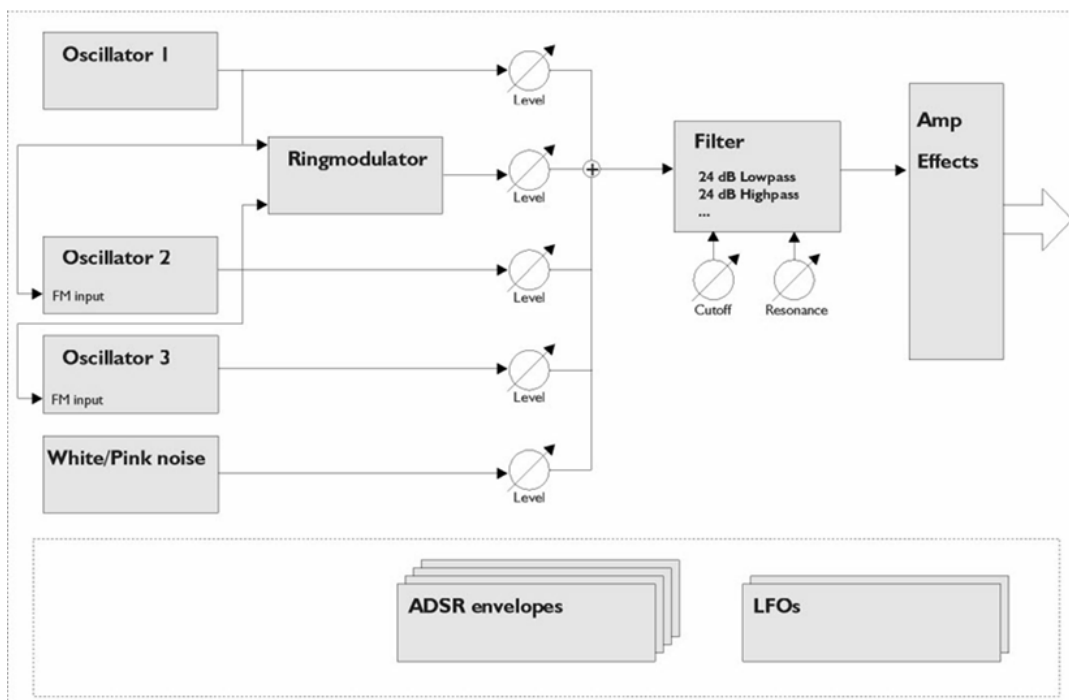 Oscillator 1
Level
Ringmodulator
Level
Oscillator 2
FM input
Level
Oscillator 3
FM input
Level
White/Pink noise
Level
Filter
24 dB Lowpass
24 dB Highpass
...
Cutoff
Resonance
Amp
Effects
ADSR envelopes
LFOs